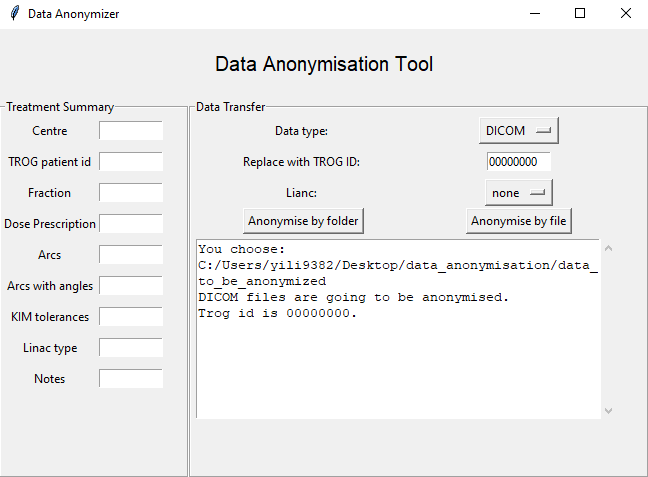 Data Anonymizer
Data Anonymisation Tool
Treatment Summary
Centre
TROG patient id
Fraction
Dose Prescription
Arcs
Arcs with angles
KIM tolerances
Linac type
Notes
Data Transfer
Data type:
DICOM
Replace with TROG ID:
00000000
Lianc:
none
Anonymise by folder
Anonymise by file
You choose:
C:/Users/yili9382/Desktop/data_anonymisation/data_
to_be_anonymized
DICOM files are going to be anonymised.
Trog id is 00000000.